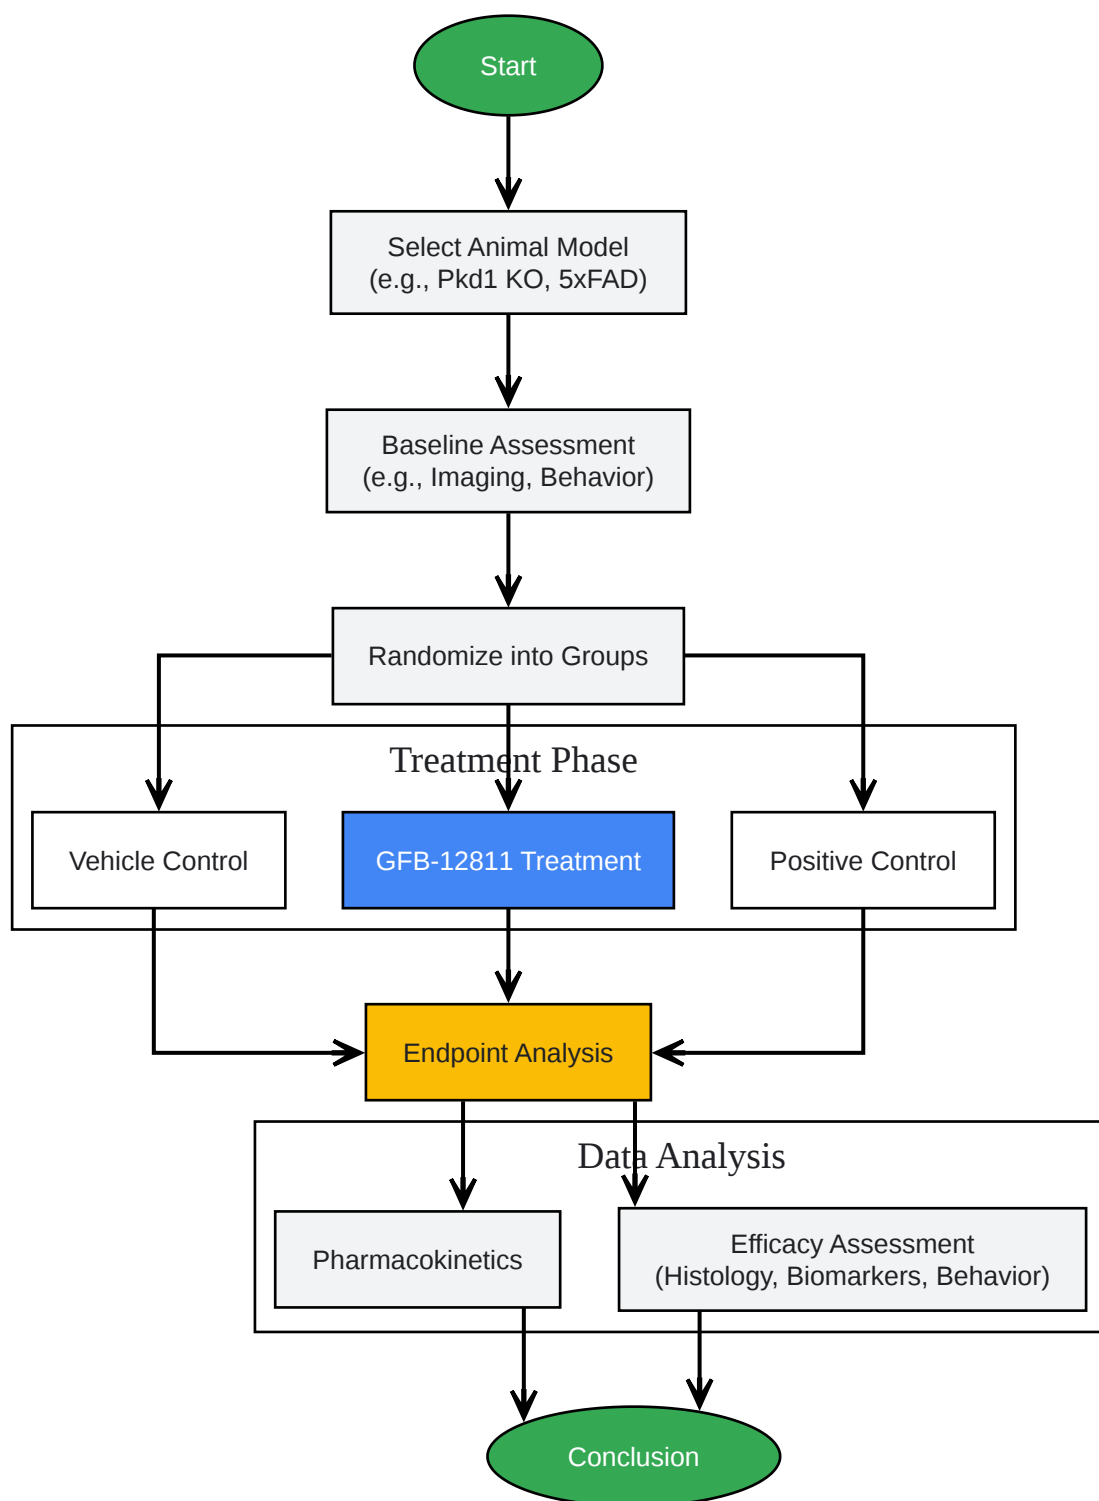 Start
Select Animal Model
(e.g., Pkd1 KO, 5xFAD)
Baseline Assessment
(e.g., Imaging, Behavior)
Randomize into Groups
Treatment Phase
Vehicle Control
GFB-12811 Treatment
Positive Control
Endpoint Analysis
Data Analysis
Pharmacokinetics
Efficacy Assessment
(Histology, Biomarkers, Behavior)
Conclusion